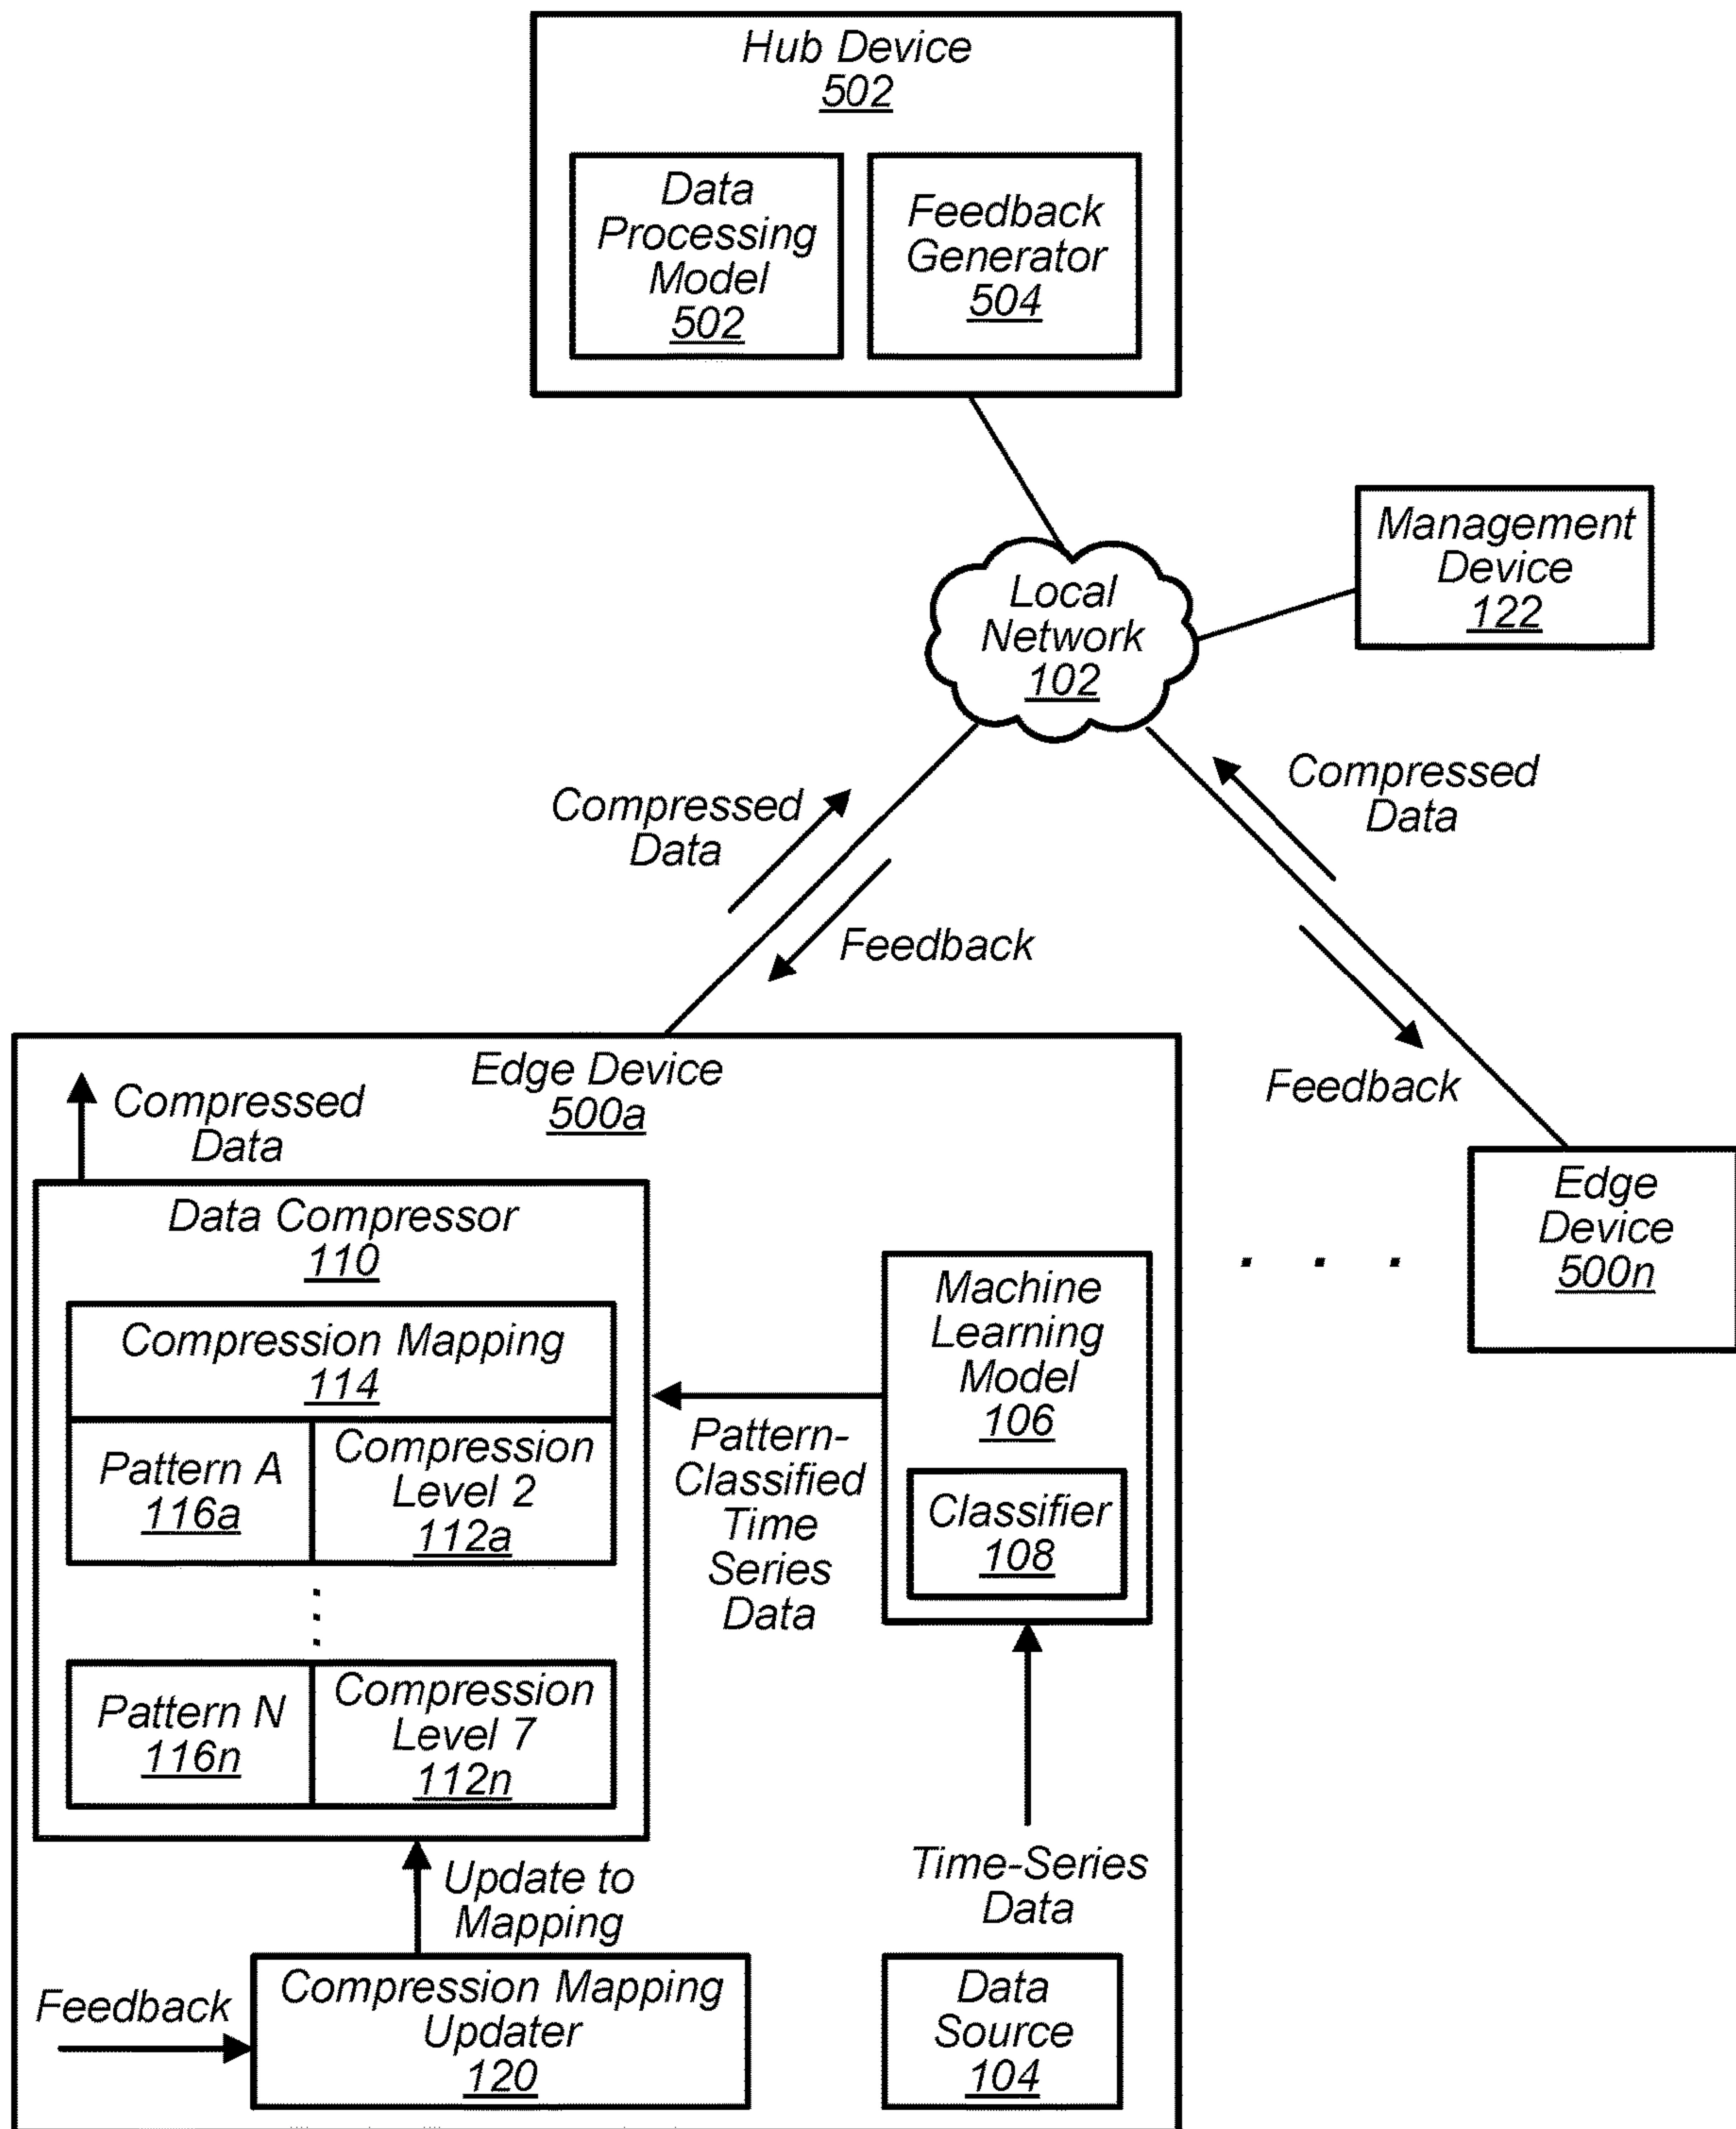 Hub Device
502
Data
Processing
Model
502
Feedback
Generator
504
Management
Device
122
Local
Network
102
Compressed
Data
Feedback
Compressed
Data
Feedback
Edge Device
500a
Compressed
Data
Data Compressor
110
Compression Mapping
114
Pattern A
116a
Compression
Level 2
112a
Pattern N
116n
Compression
Level 7
112n
Pattern-
Classified
Time
Series
Data
Machine
Learning
Model
106
Classifier
108
. . .
Edge
Device
500n
Update to
Mapping
Time-Series
Data
Feedback
Compression Mapping
Updater
120
Data
Source
104